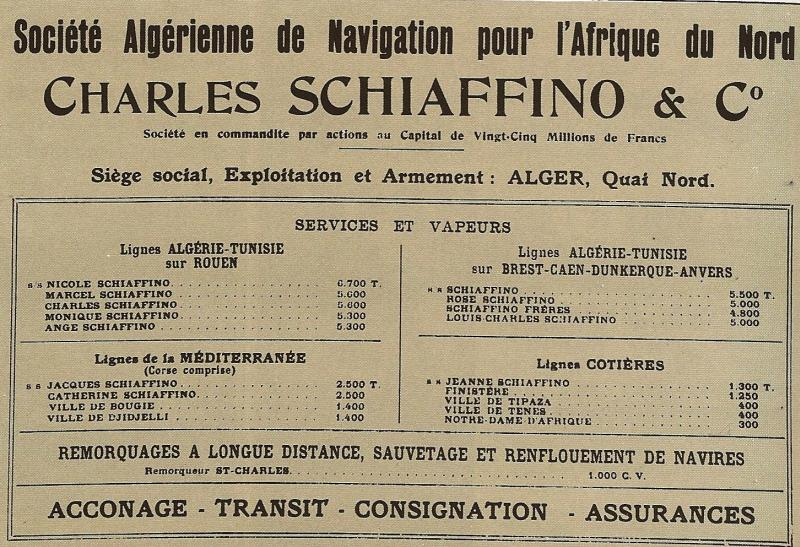 Société Algérienne de Navigation pour l'Afrique du Nord
CHARLES SCHIAFFINO & Cº
Société en commandite par actions au Capital de Vingt-Cinq Millions de Francs
Siège social, Exploitation et Armement : ALGER, Quai Nord.
SERVICES ET VAPEURS
Lignes ALGÉRIE-TUNISIE
sur ROUEN
s/s NICOLE SCHIAFFINO. 6.700 T.
MARCEL SCHIAFFINO. 5.600
CHARLES SCHIAFFINO 5.600
MONIQUE SCHIAFFINO. 5.300
ANGE SCHIAFFINO 5.300
Lignes ALGÉRIE-TUNISIE
sur BREST-CAEN-DUNKERQUE-ANVERS
s s SCHIAFFINO 5.500 T.
ROSE SCHIAFFINO 5.000
SCHIAFFINO FRÈRES 4.800
LOUIS-CHARLES SCHIAFFINO 5.000
Lignes de la MÉDITERRANÉE
(Corse comprise)
s s JACQUES SCHIAFFINO 2.500 T.
CATHERINE SCHIAFFINO. 2.500
VILLE DE BOUGIE 1.400
VILLE DE DJIDJELLI 1.400
Lignes COTIÈRES
s s JEANNE SCHIAFFINO 1.300 T.
FINISTÈRE 1.250
VILLE DE TIPAZA 400
VILLE DE TENES. 400
NOTRE-DAME D'AFRIQUE 300
REMORQUAGES A LONGUE DISTANCE, SAUVETAGE ET RENFLOUEMENT DE NAVIRES
Remorqueur ST-CHARLES. 1.000 C. V.
ACCONAGE - TRANSIT - CONSIGNATION - ASSURANCES